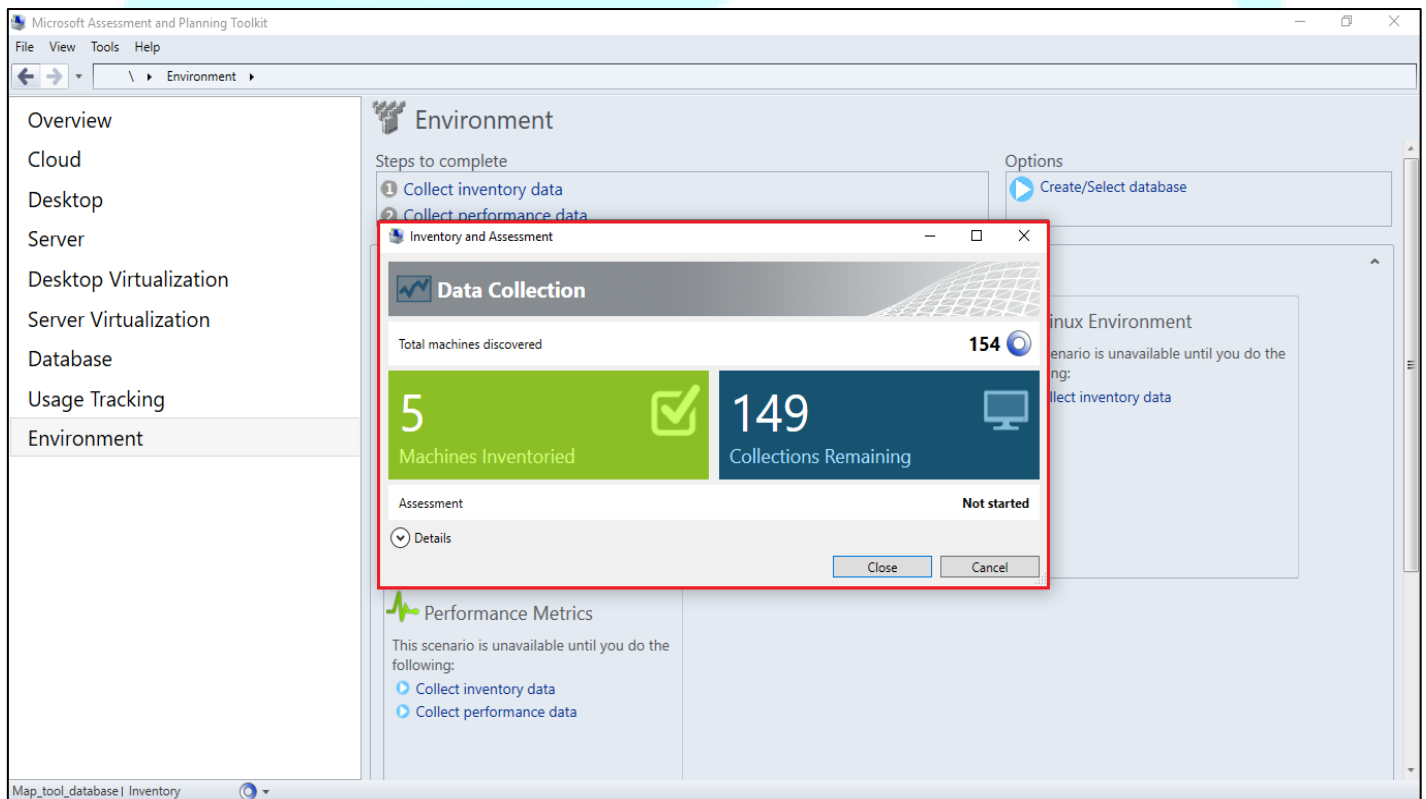 Microsoft Assessment and Planning Toolkit
File View Tools Help
\ Environment
Overview
Cloud
Desktop
Server
Desktop Virtualization
Server Virtualization
Database
Usage Tracking
Environment
Environment
Steps to complete
1 Collect inventory data
2 Collect performance data
Options
Create/Select database
Inventory and Assessment
Data Collection
Total machines discovered 154
5
Machines Inventoried
149
Collections Remaining
Assessment Not started
Details
Close Cancel
inux Environment
enario is unavailable until you do the
ng:
llect inventory data
Performance Metrics
This scenario is unavailable until you do the
following:
Collect inventory data
Collect performance data
Map_tool_database| Inventory